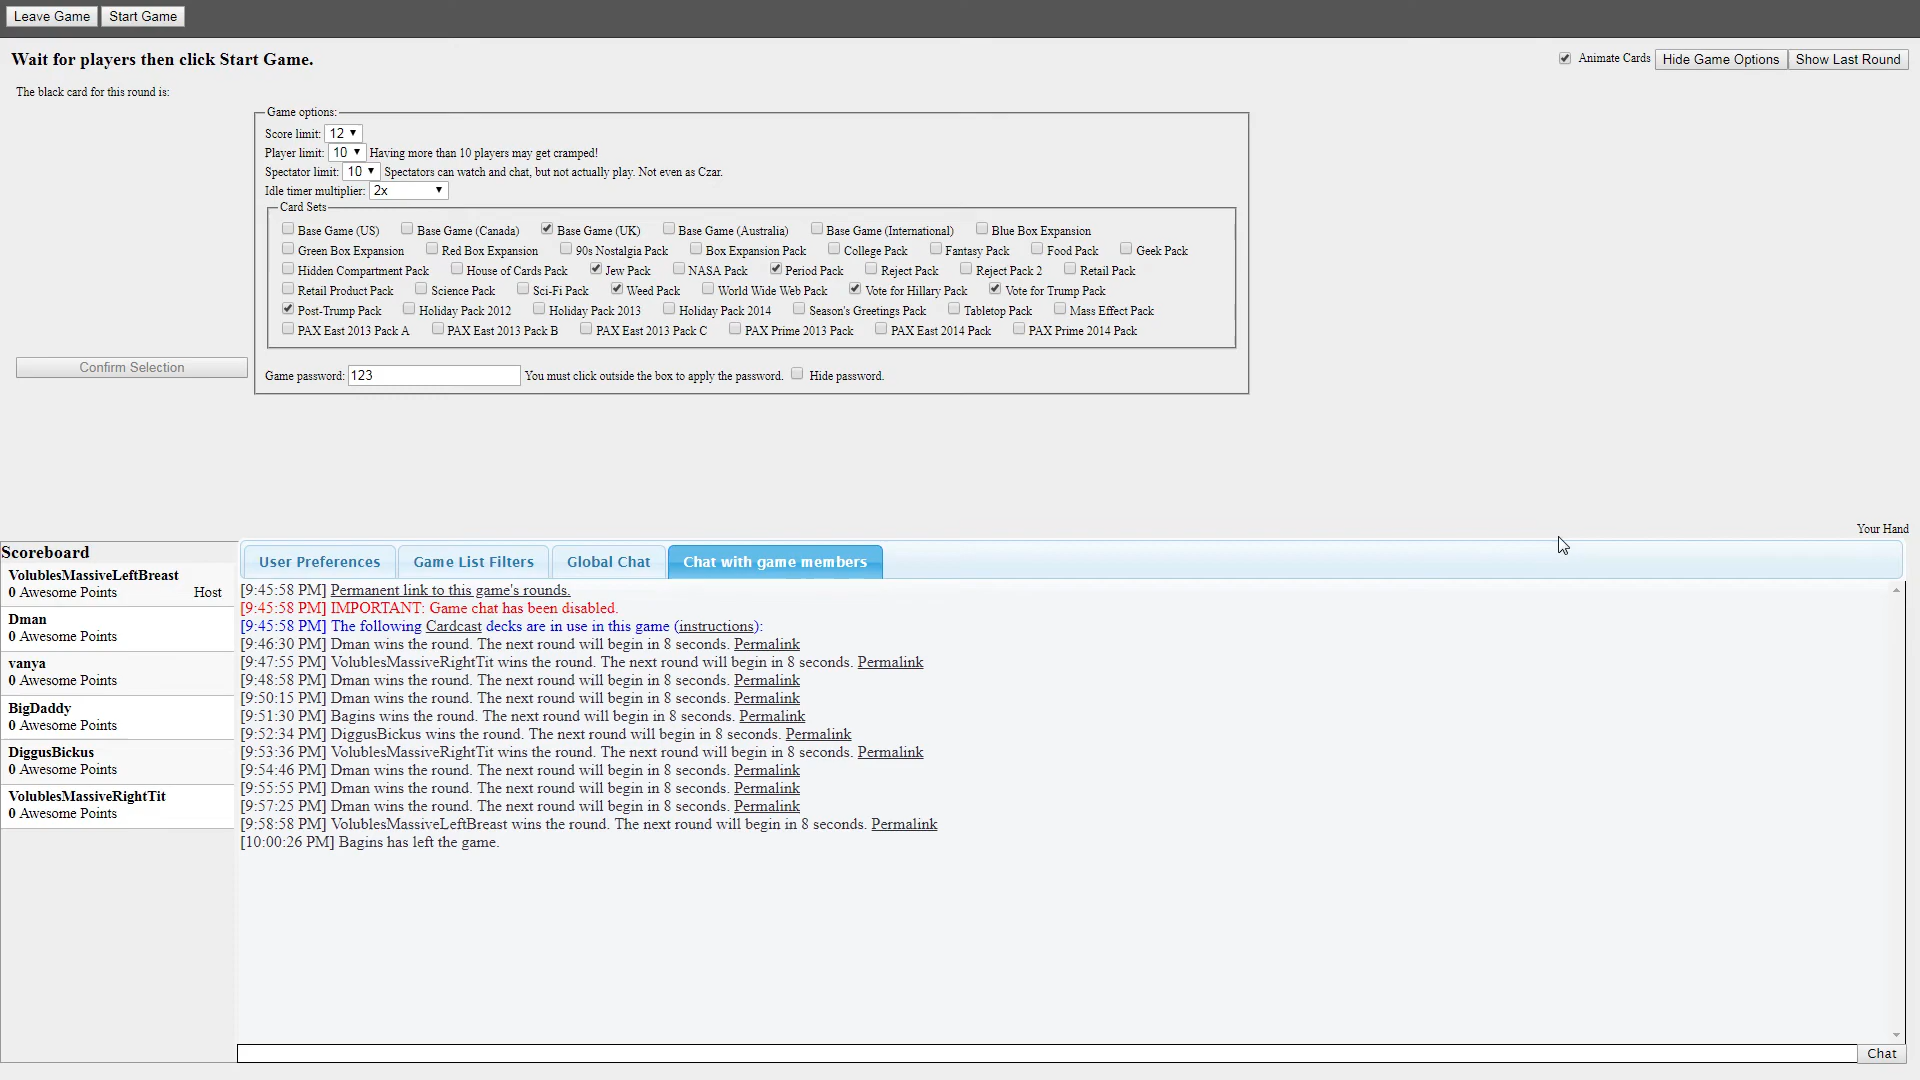 Leave Game Start Game
Wait for players then click Start Game.
Animate Cards Hide Game Options Show Last Round
The black card for this round is:
Game options:
Score limit: 12
Player limit: 10 Having more than 10 players may get cramped!
Spectator limit: 10 Spectators can watch and chat, but not actually play. Not even as Czar.
Idle timer multiplier: 2x
Card Sets
Base Game (US) Base Game (Canada) Base Game (UK) Base Game (Australia) Base Game (International) Blue Box Expansion
Green Box Expansion Red Box Expansion 90s Nostalgia Pack Box Expansion Pack College Pack Fantasy Pack Food Pack Geek Pack
Hidden Compartment Pack House of Cards Pack Jew Pack NASA Pack Period Pack Reject Pack Reject Pack 2 Retail Pack
Retail Product Pack Science Pack Sci-Fi Pack Weed Pack World Wide Web Pack Vote for Hillary Pack Vote for Trump Pack
Post-Trump Pack Holiday Pack 2012 Holiday Pack 2013 Holiday Pack 2014 Season's Greetings Pack Tabletop Pack Mass Effect Pack
PAX East 2013 Pack A PAX East 2013 Pack B PAX East 2013 Pack C PAX Prime 2013 Pack PAX East 2014 Pack PAX Prime 2014 Pack
Confirm Selection
Game password: 123 You must click outside the box to apply the password. Hide password.
Your Hand
Scoreboard
VolublesMassiveLeftBreast
0 Awesome Points Host
Dman
0 Awesome Points
vanya
0 Awesome Points
BigDaddy
0 Awesome Points
DiggusBickus
0 Awesome Points
VolublesMassiveRightTit
0 Awesome Points
User Preferences Game List Filters Global Chat Chat with game members
[9:45:58 PM] Permanent link to this game's rounds.
[9:45:58 PM] IMPORTANT: Game chat has been disabled.
[9:45:58 PM] The following Cardcast decks are in use in this game (instructions):
[9:46:30 PM] Dman wins the round. The next round will begin in 8 seconds. Permalink
[9:47:55 PM] VolublesMassiveRightTit wins the round. The next round will begin in 8 seconds. Permalink
[9:48:58 PM] Dman wins the round. The next round will begin in 8 seconds. Permalink
[9:50:15 PM] Dman wins the round. The next round will begin in 8 seconds. Permalink
[9:51:30 PM] Bagins wins the round. The next round will begin in 8 seconds. Permalink
[9:52:34 PM] DiggusBickus wins the round. The next round will begin in 8 seconds. Permalink
[9:53:36 PM] VolublesMassiveRightTit wins the round. The next round will begin in 8 seconds. Permalink
[9:54:46 PM] Dman wins the round. The next round will begin in 8 seconds. Permalink
[9:55:55 PM] Dman wins the round. The next round will begin in 8 seconds. Permalink
[9:57:25 PM] Dman wins the round. The next round will begin in 8 seconds. Permalink
[9:58:58 PM] VolublesMassiveLeftBreast wins the round. The next round will begin in 8 seconds. Permalink
[10:00:26 PM] Bagins has left the game.
Chat